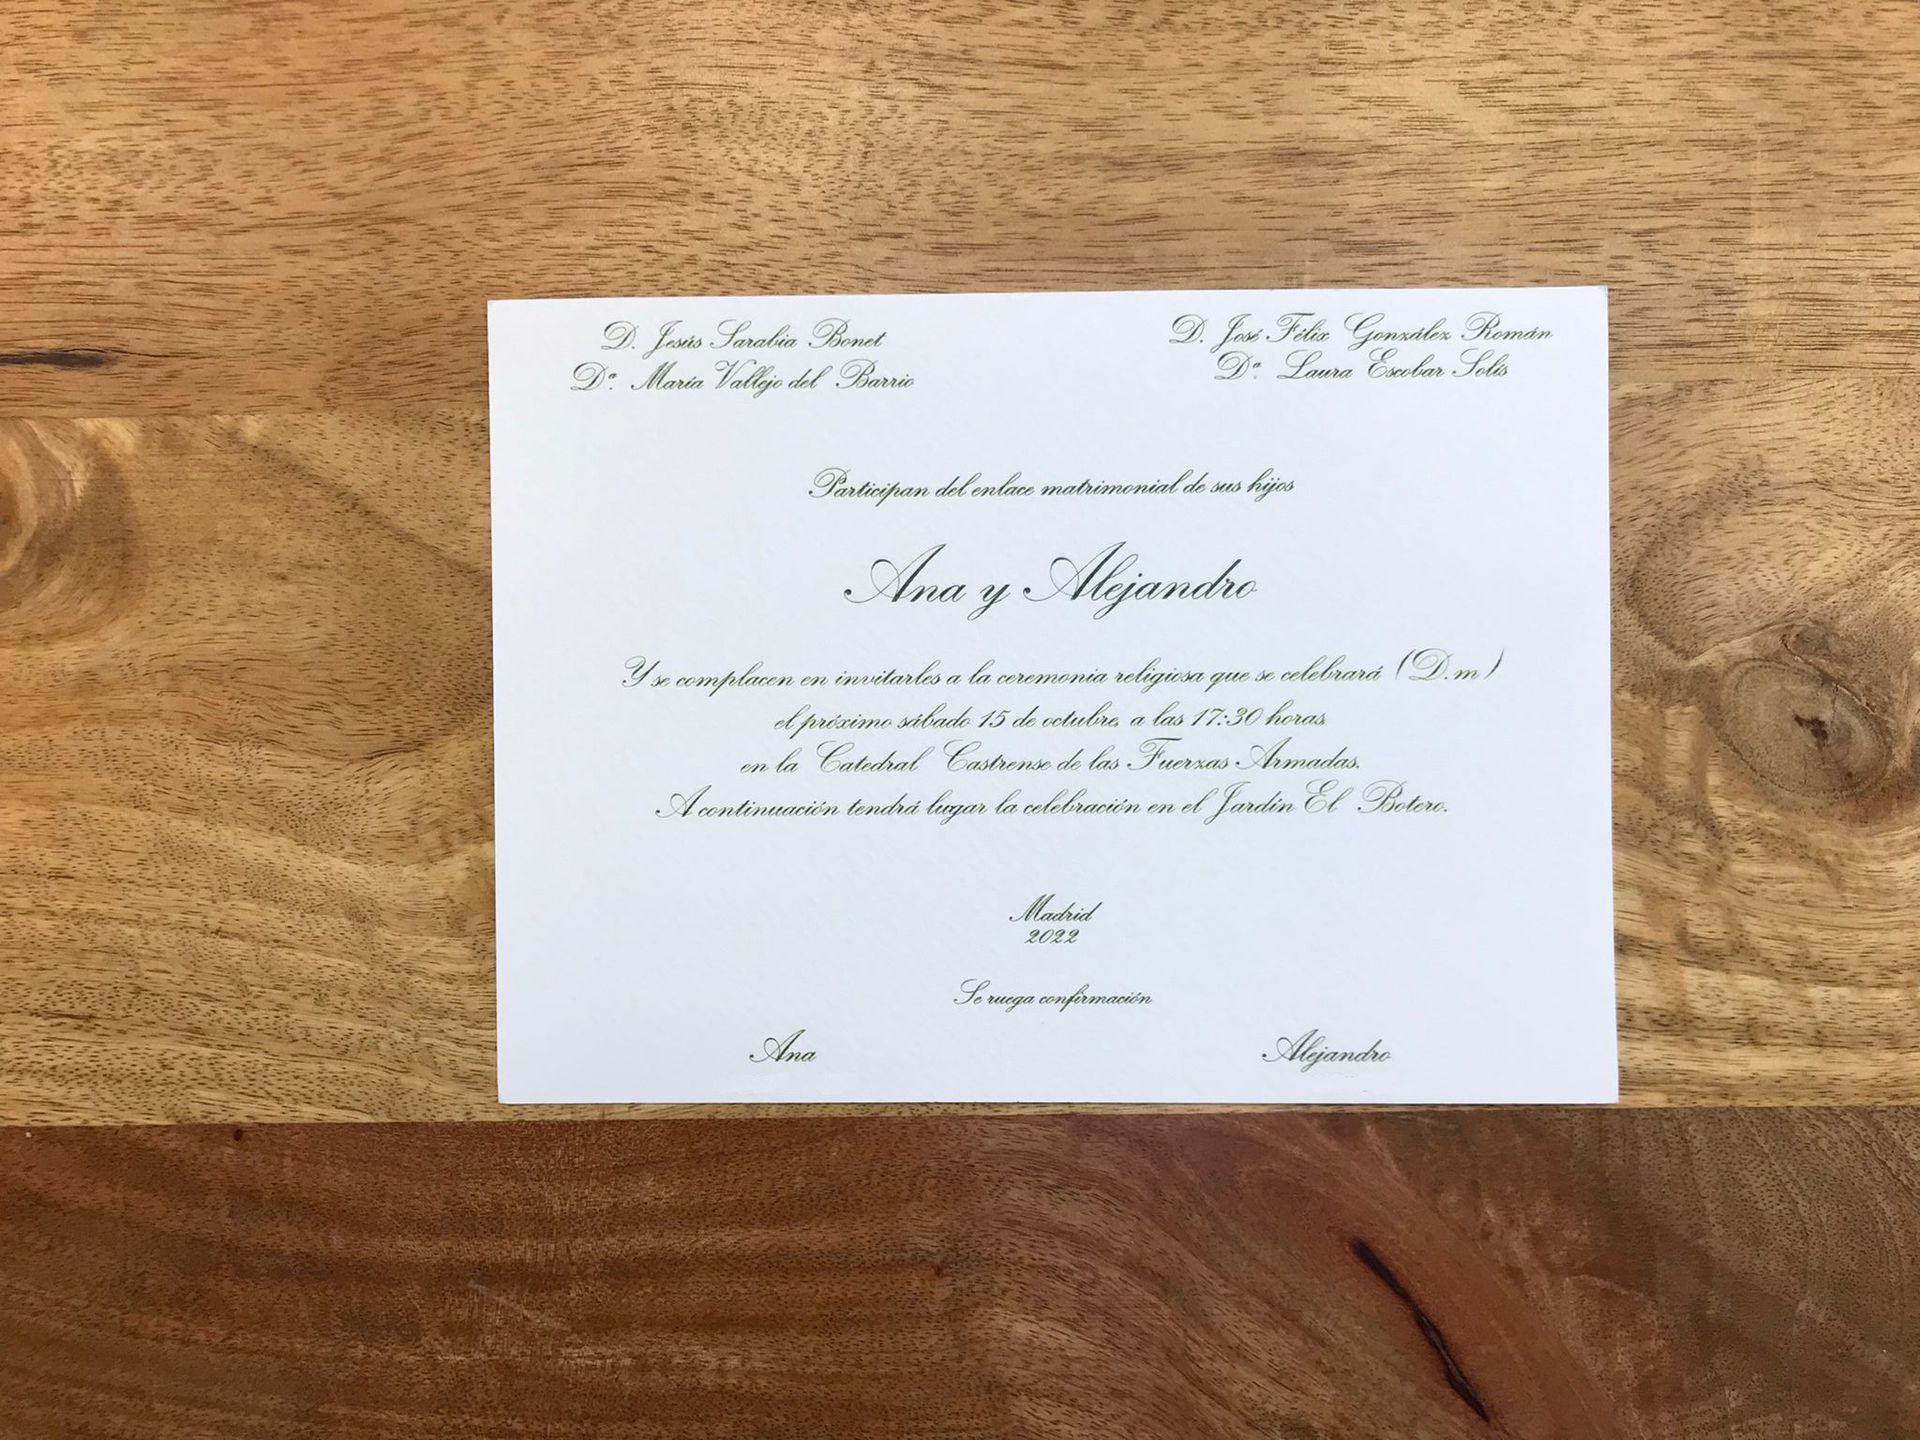 D. Jesús Sarabia Bonet
Dª. María Vallejo del Barrio
D. José Félix González Román
Dª. Laura Escobar Solís
Participan del enlace matrimonial de sus hijos
Ana y Alejandro
Y se complacen en invitarles a la ceremonia religiosa que se celebrará (D.m)
el próximo sábado 15 de octubre, a las 17:30 horas
en la Catedral Castrense de las Fuerzas Armadas.
A continuación tendrá lugar la celebración en el Jardín El Botero.
Madrid
2022
Se ruega confirmación
Ana
Alejandro